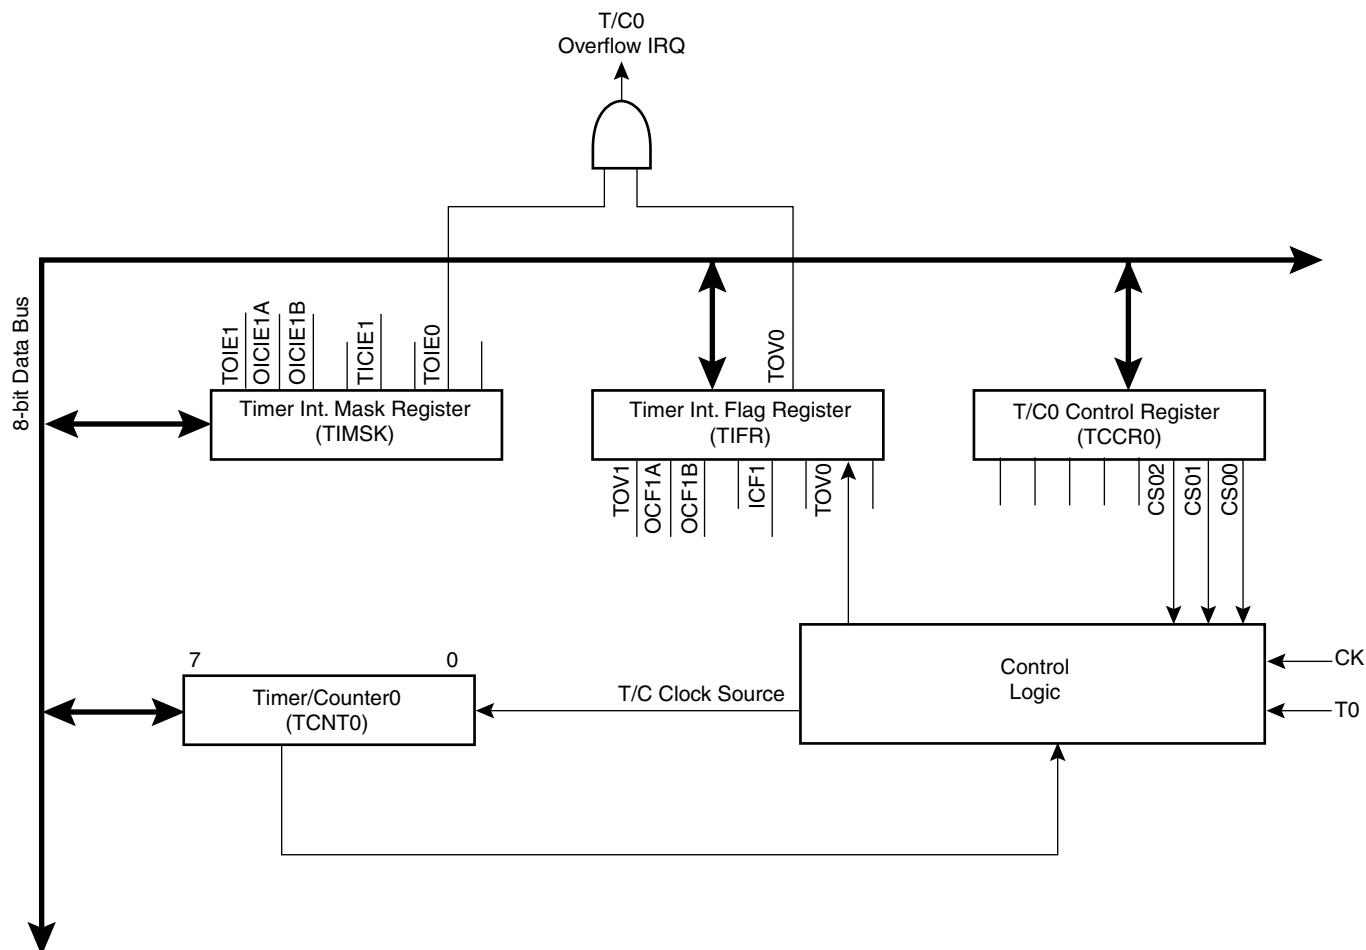 T/C0
Overflow IRQ
8-bit Data Bus
TOIE1
OICIE1A
OICIE1B
TICIE1
TOIE0
TOV0
Timer Int. Mask Register
(TIMSK)
Timer Int. Flag Register
(TIFR)
T/C0 Control Register
(TCCR0)
TOV1
OCF1A
OCF1B
ICF1
TOV0
CS02
CS01
CS00
7
0
Timer/Counter0
(TCNT0)
T/C Clock Source
Control
Logic
CK
T0